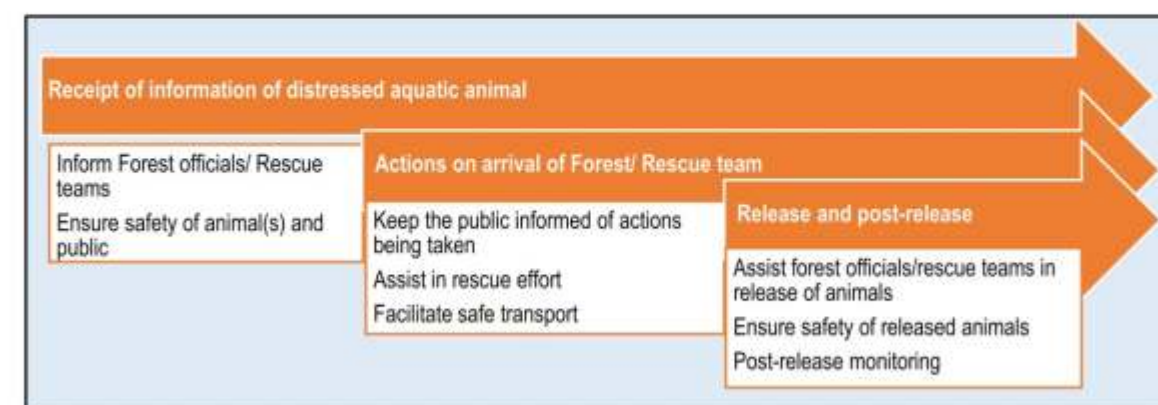 Receipt of information of distressed aquatic animal
Inform Forest officials/ Rescue
teams
Ensure safety of animal(s) and
public
Actions on arrival of Forest/ Rescue team
Keep the public informed of actions
being taken
Assist in rescue effort
Facilitate safe transport
Release and post-release
Assist forest officials/rescue teams in
release of animals
Ensure safety of released animals
Post-release monitoring